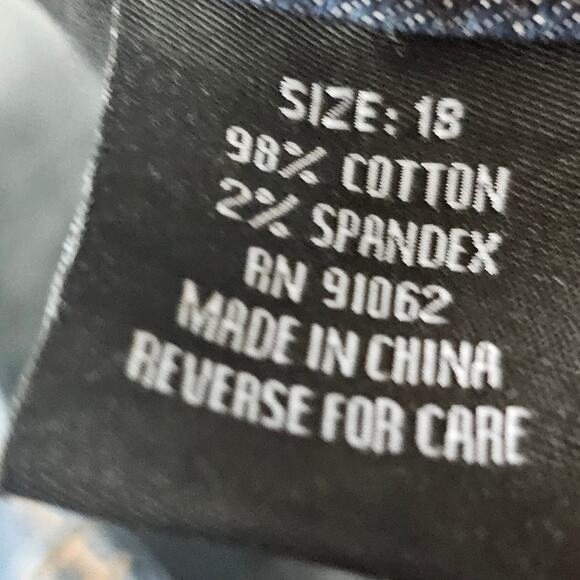 SIZE: 18
98% COTTON
2% SPANDEX
RN 91062
MADE IN CHINA
REVERSE FOR CARE